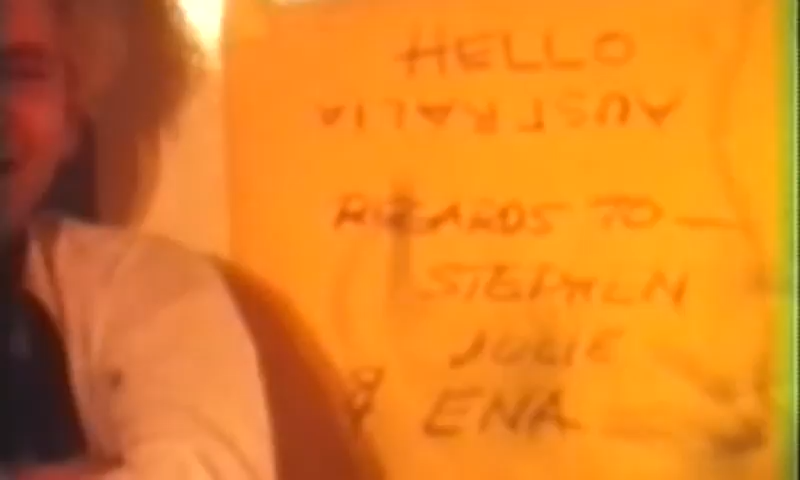 HELLO
AUSTRALIA
REGARDS TO —
STEPHEN
JULIE
& ENA